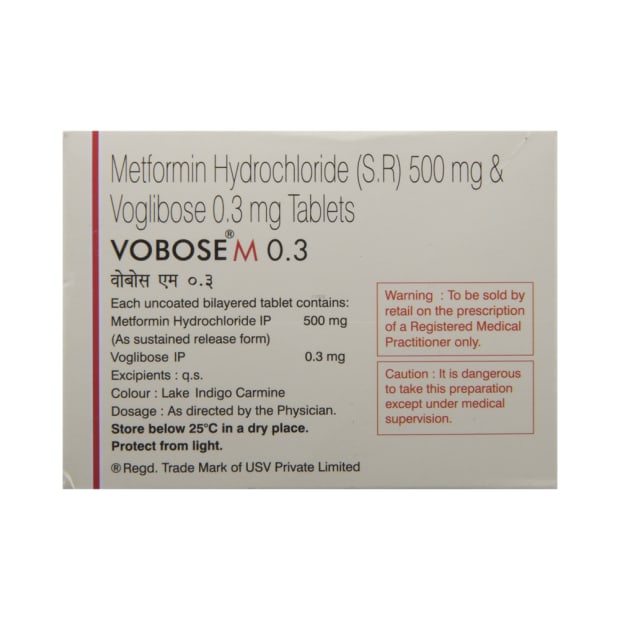 Metformin Hydrochloride (S.R) 500 mg &
Voglibose 0.3 mg Tablets
VOBOSE® M 0.3
वोबोस एम ०.३
Each uncoated bilayered tablet contains:
Metformin Hydrochloride IP 500 mg
(As sustained release form)
Voglibose IP 0.3 mg
Excipients : q.s.
Colour : Lake Indigo Carmine
Dosage : As directed by the Physician.
Store below 25°C in a dry place.
Protect from light.
® Regd. Trade Mark of USV Private Limited
Warning : To be sold by
retail on the prescription
of a Registered Medical
Practitioner only.
Caution : It is dangerous
to take this preparation
except under medical
supervision.